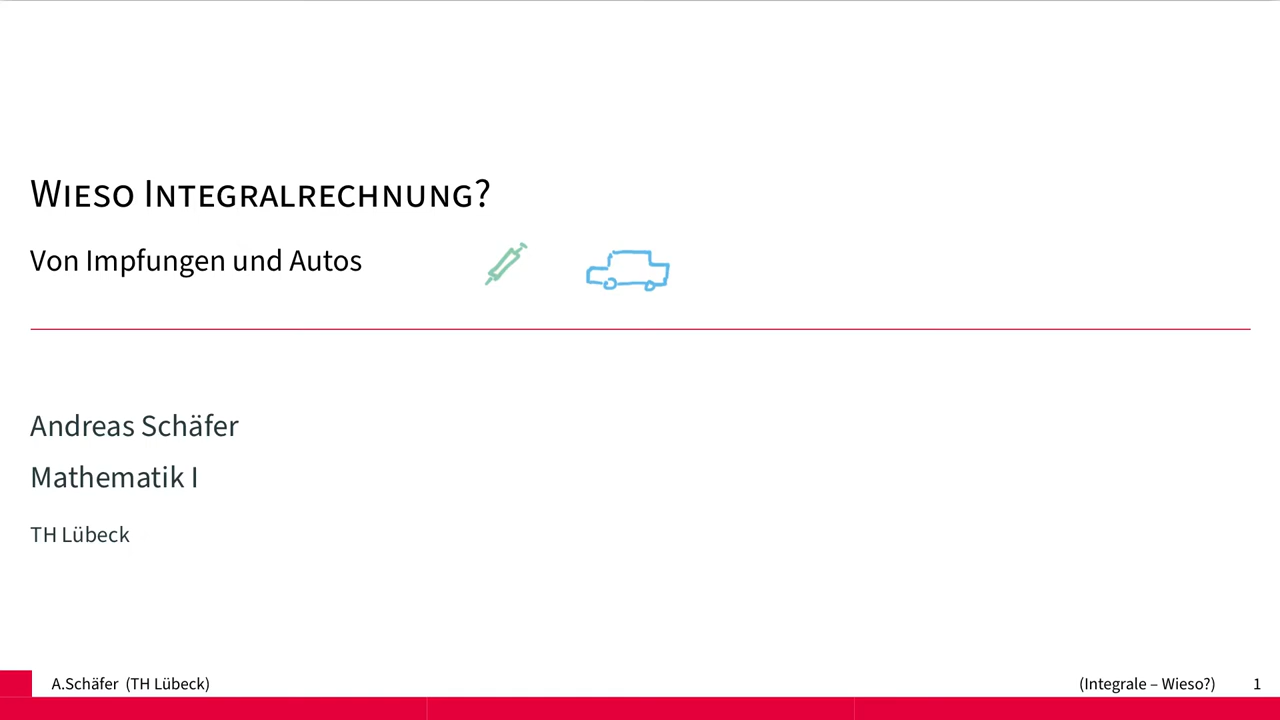 Wieso Integralrechnung?
Von Impfungen und Autos
Andreas Schäfer
Mathematik I
TH Lübeck
A.Schäfer (TH Lübeck) (Integrale – Wieso?) 1